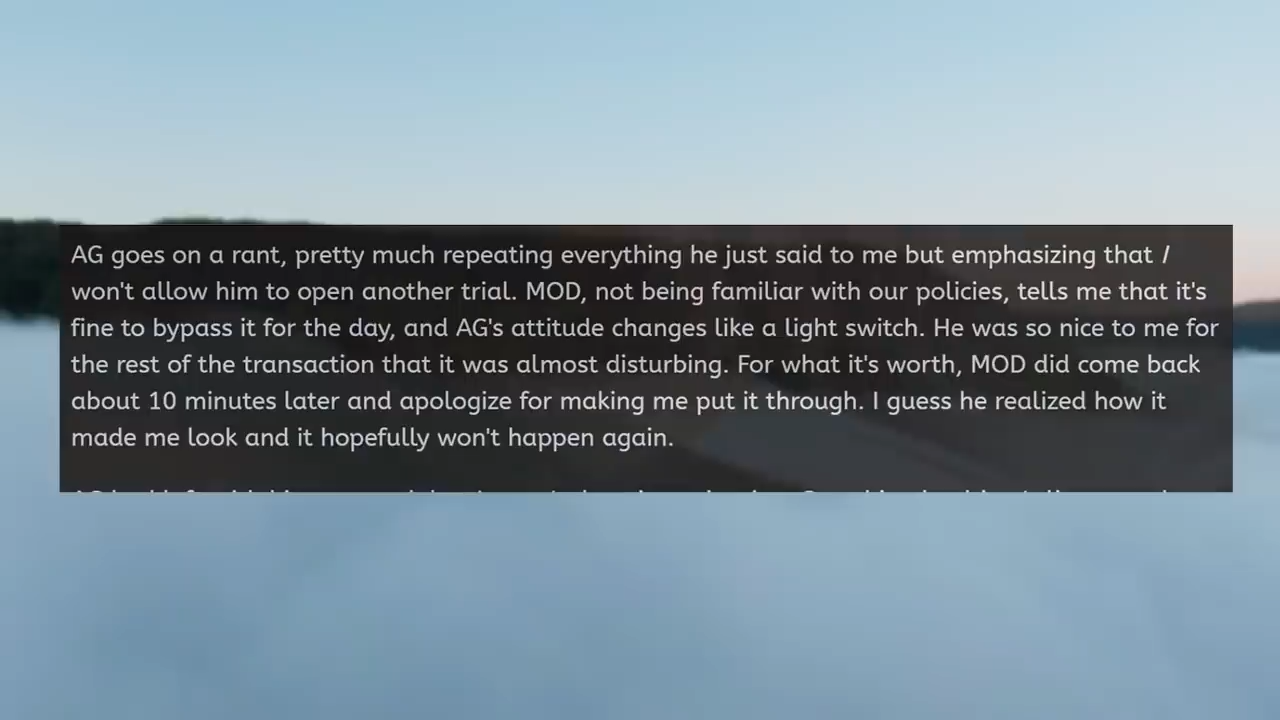 AG goes on a rant, pretty much repeating everything he just said to me but emphasizing that I
won't allow him to open another trial. MOD, not being familiar with our policies, tells me that it's
fine to bypass it for the day, and AG's attitude changes like a light switch. He was so nice to me for
the rest of the transaction that it was almost disturbing. For what it's worth, MOD did come back
about 10 minutes later and apologize for making me put it through. I guess he realized how it
made me look and it hopefully won't happen again.